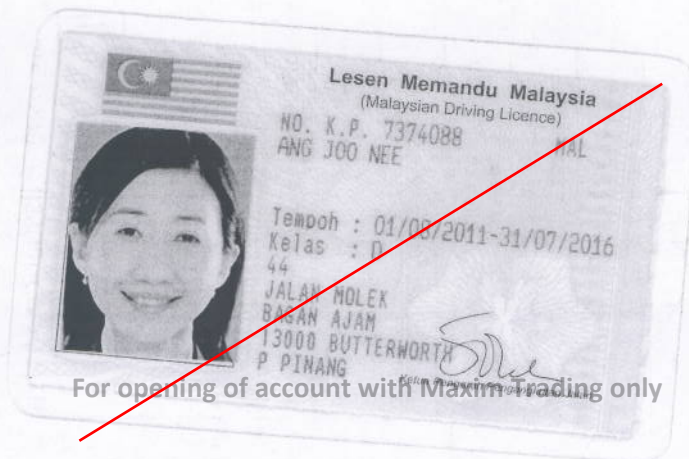 Lesen Memandu Malaysia
(Malaysian Driving Licence)
NO. K.P. 7374088 MAL
ANG JOO NEE
Tempoh : 01/08/2011-31/07/2016
Kelas : D
44
JALAN MOLEK
BAGAN AJAM
13000 BUTTERWORTH
P PINANG
For opening of account with Maxim Trading only